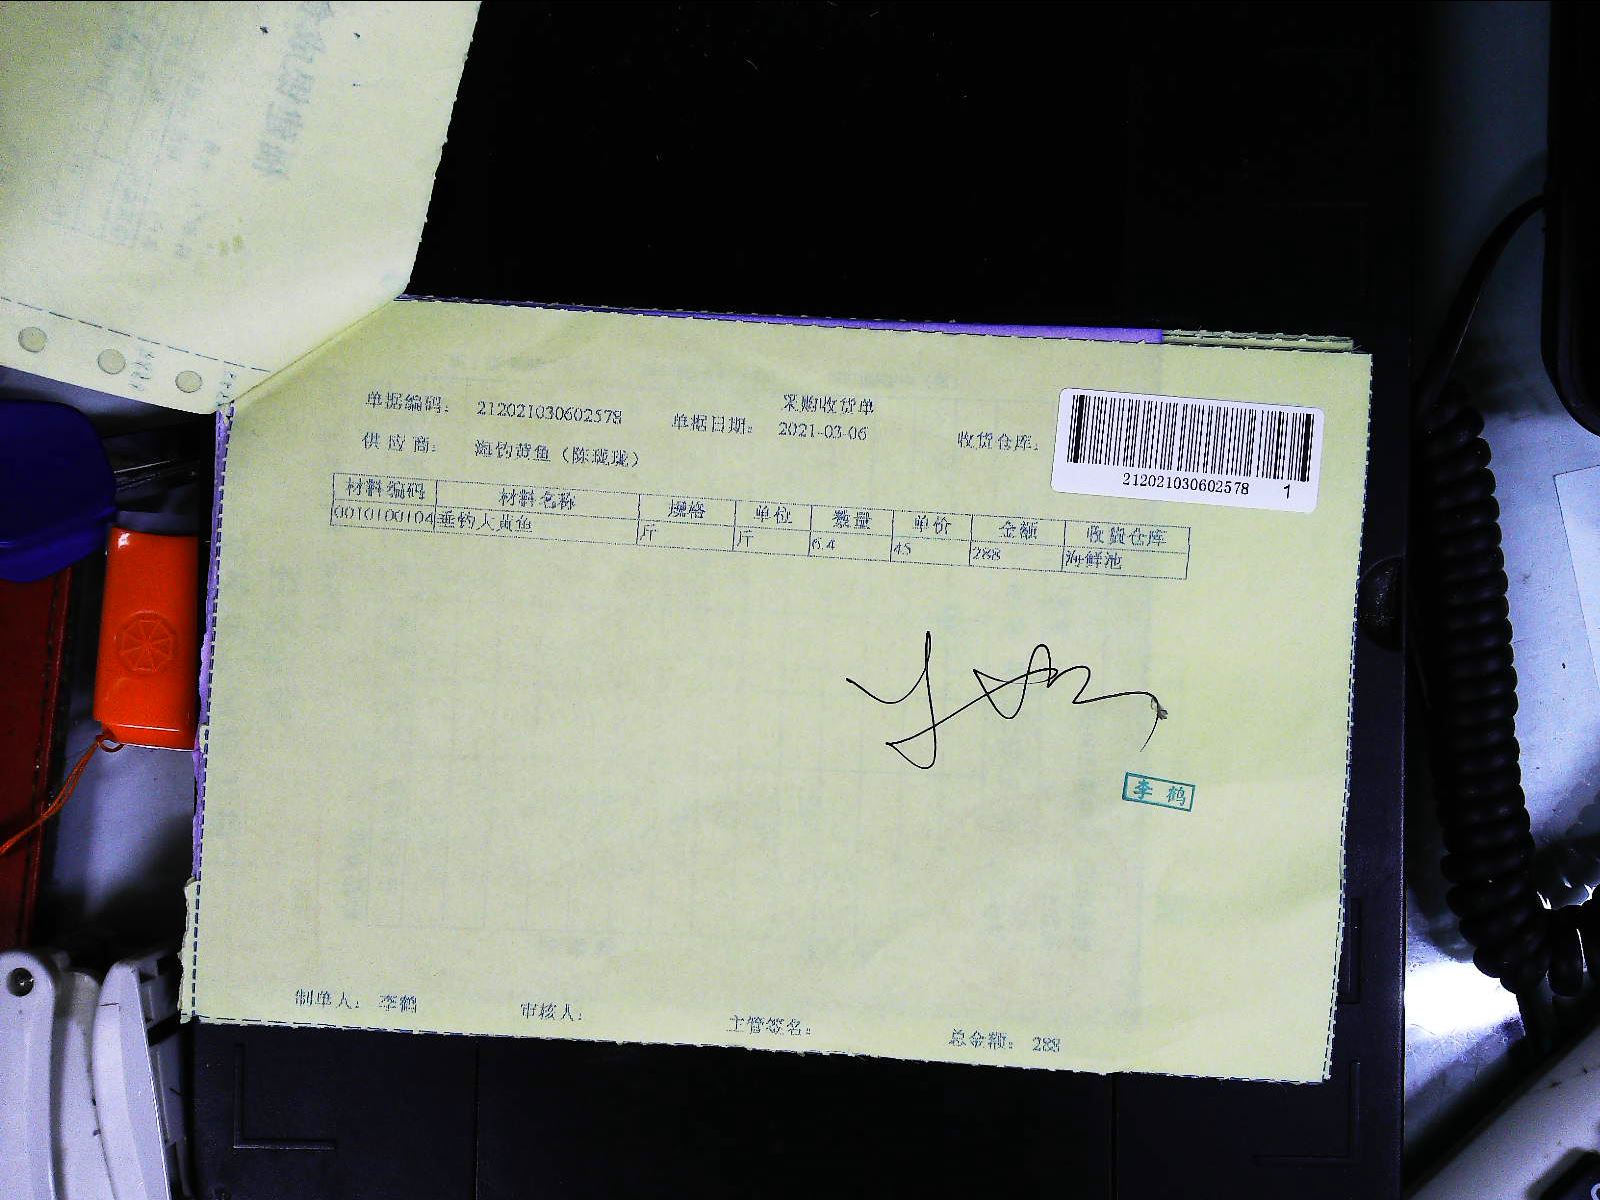 采购收货单
单据编码: 212021030602578 单据日期: 2021-03-06 收货仓库:
供应商: 海钓黄鱼（陈珑珑）
212021030602578 1
材料编码 材料名称 规格 单位 数量 单价 金额 收货仓库
0010100104 垂钓大黄鱼 斤 斤 6.4 45 288 海鲜池
李鹤
制单人: 李鹤 审核人: 主管签名: 总金额: 288